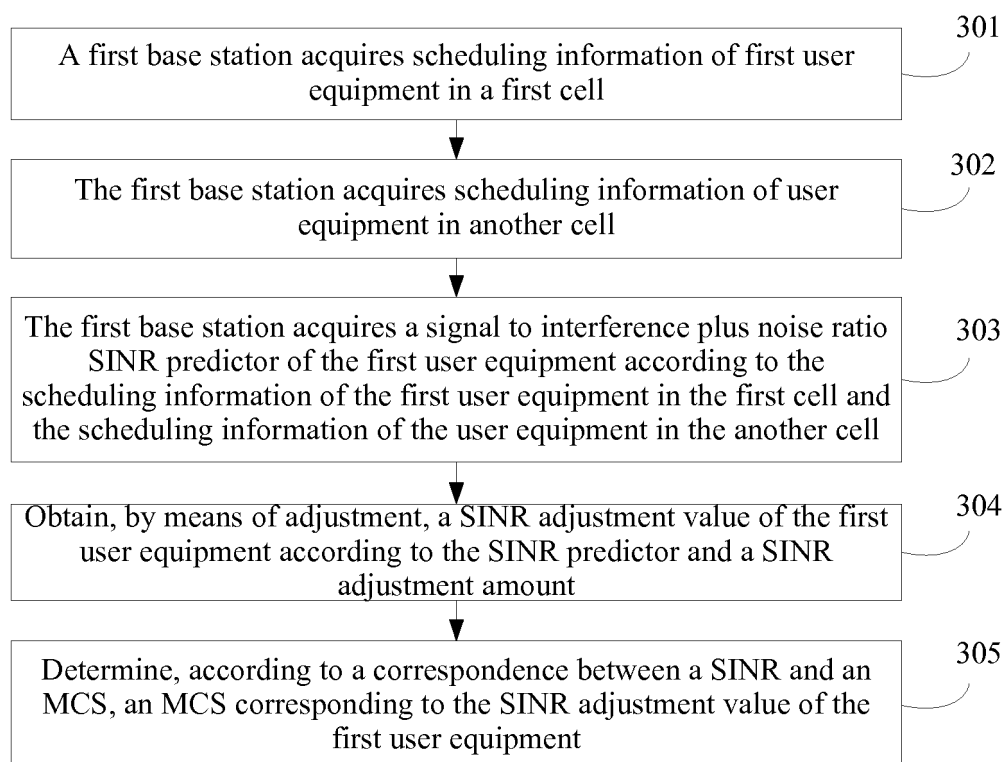 301
A first base station acquires scheduling information of first user
equipment in a first cell
302
The first base station acquires scheduling information of user
equipment in another cell
303
The first base station acquires a signal to interference plus noise ratio
SINR predictor of the first user equipment according to the
scheduling information of the first user equipment in the first cell and
the scheduling information of the user equipment in the another cell
304
Obtain, by means of adjustment, a SINR adjustment value of the first
user equipment according to the SINR predictor and a SINR
adjustment amount
305
Determine, according to a correspondence between a SINR and an
MCS, an MCS corresponding to the SINR adjustment value of the
first user equipment